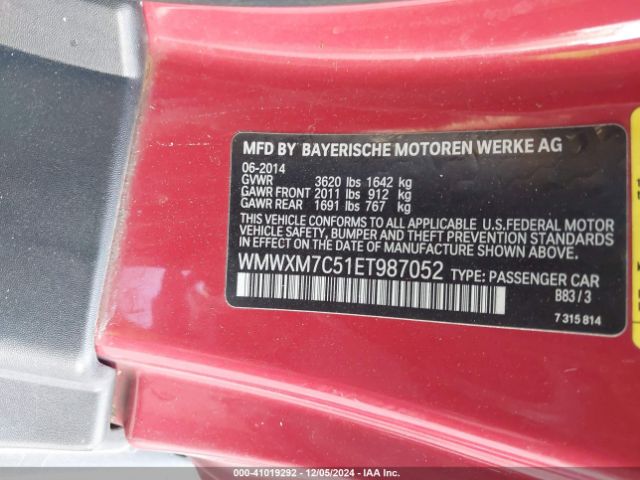 MFD BY BAYERISCHE MOTOREN WERKE AG
06-2014
GVWR 3620 lbs 1642 kg
GAWR FRONT 2011 lbs 912 kg
GAWR REAR 1691 lbs 767 kg
THIS VEHICLE CONFORMS TO ALL APPLICABLE U.S.FEDERAL MOTOR
VEHICLE SAFETY, BUMPER AND THEFT PREVENTION STANDARDS
IN EFFECT ON THE DATE OF MANUFACTURE SHOWN ABOVE.
WMWXM7C51ET987052 TYPE: PASSENGER CAR
B83/3
7 315 814
000-41019292 - 12/05/2024 - IAA Inc.